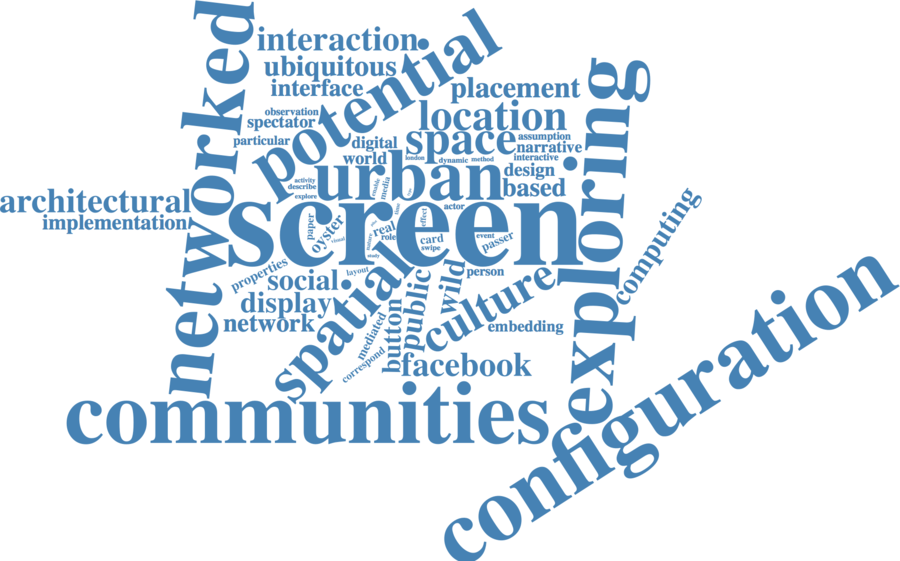 networked
interaction
ubiquitous
interface
potential
placement
exploring
observation
spectator
particular
location
digital
space
assumption
narrative
world
london
dynamic
method
interactive
urban
design
based
activity
describe
explore
enable
media
architectural
implementation
screen
paper
oyster
real
role
time
effect
actor
card
swipe
event
passer
study
computing
properties
social
layout
spatial
public
wild
person
display
culture
network
mediated
button
embedding
correspond
facebook
communities
configuration